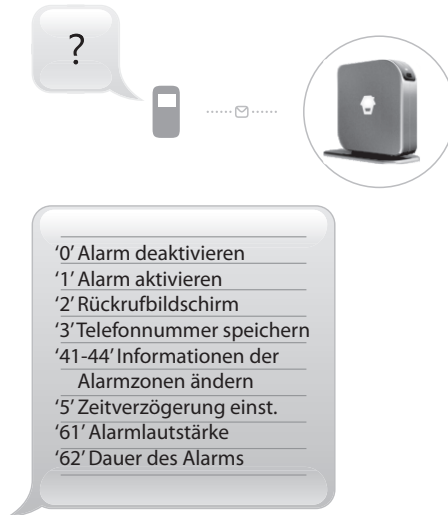 ?
‘0’ Alarm deaktivieren
‘1’ Alarm aktivieren
‘2’ Rückrufbildschirm
‘3’ Telefonnummer speichern
‘41-44’ Informationen der
Alarmzonen ändern
‘5’ Zeitverzögerung einst.
‘61’ Alarmlautstärke
‘62’ Dauer des Alarms